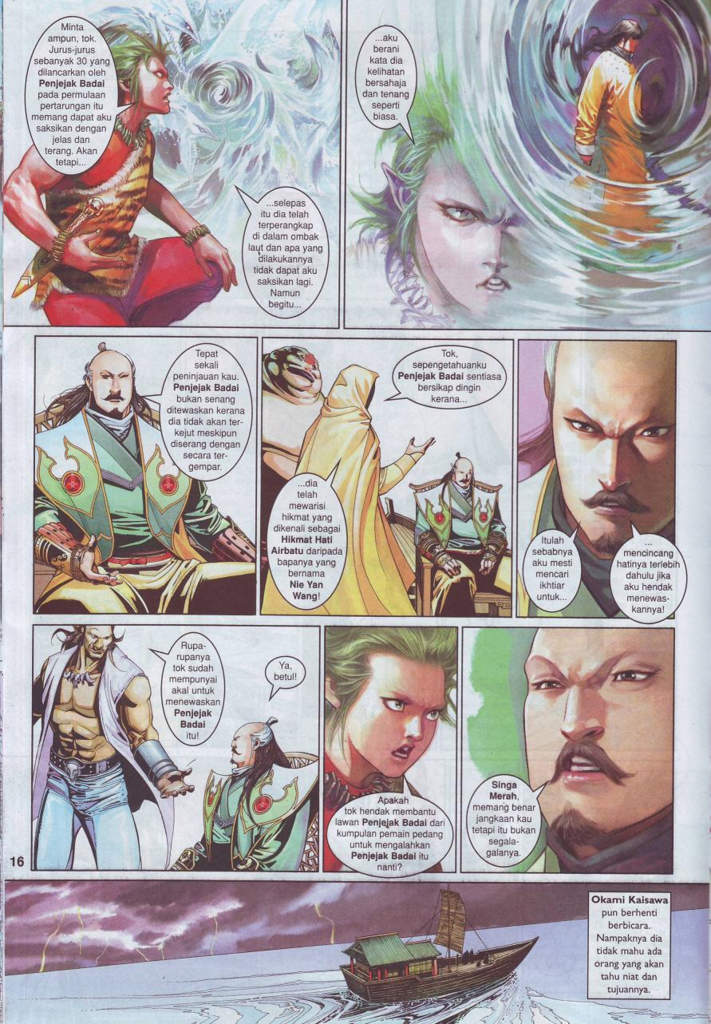 Minta
ampun, tok.
Jurus-jurus
sebanyak 30 yang
dilancarkan oleh
Penjejak Badai
pada permulaan
pertarungan itu
memang dapat aku
saksikan dengan
jelas dan
terang. Akan
tetapi...
...selepas
itu dia telah
terperangkap
di dalam ombak
laut dan apa yang
dilakukannya
tidak dapat aku
saksikan lagi.
Namun
begitu...
...aku
berani
kata dia
kelihatan
bersahaja
dan tenang
seperti
biasa.
Tepat
sekali
peninjauan kau.
Penjejak Badai
bukan senang
ditewaskan kerana
dia tidak akan ter-
kejut meskipun
diserang dengan
secara ter-
gempar.
Tok,
sepengetahuanku
Penjejak Badai sentiasa
bersikap dingin
kerana...
...dia
telah
mewarisi
hikmat yang
dikenali sebagai
Hikmat Hati
Airbatu daripada
bapanya yang
bernama
Nie Yan
Wang!
Itulah
sebabnya
aku mesti
mencari
ikhtiar
untuk...
...
mencincang
hatinya terlebih
dahulu jika
aku hendak
menewas-
kannya!
Rupa-
rupanya
tok sudah
mempunyai
akal untuk
menewaskan
Penjejak
Badai
itu!
Ya,
betul!
Apakah
tok hendak membantu
lawan Penjejak Badai dari
kumpulan pemain pedang
untuk mengalahkan
Penjejak Badai itu
nanti?
Singa
Merah,
memang benar
jangkaan kau
tetapi itu bukan
segala-
galanya.
16
Okami Kaisawa
pun berhenti
berbicara.
Nampaknya dia
tidak mahu ada
orang yang akan
tahu niat dan
tujuannya.